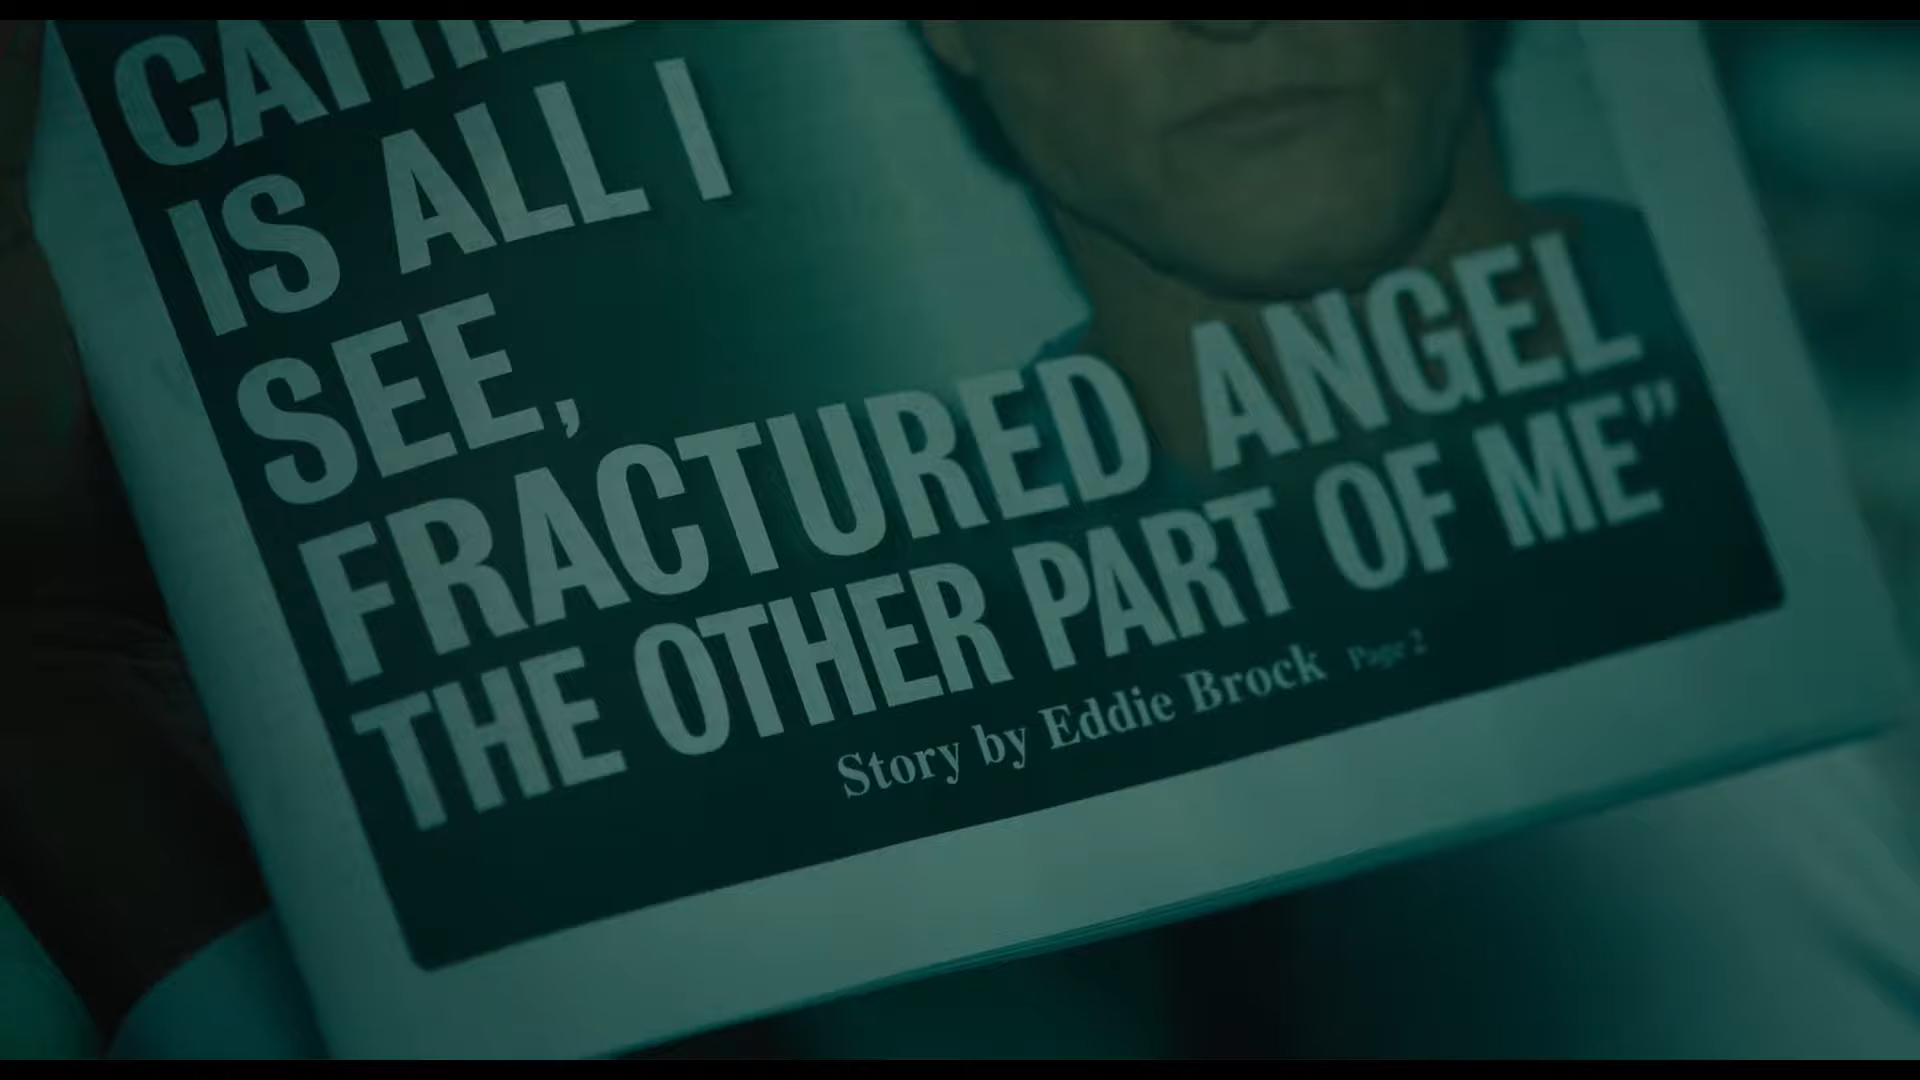 IS ALL I
SEE,
FRACTURED ANGEL
THE OTHER PART OF ME”
Story by Eddie Brock Page 2